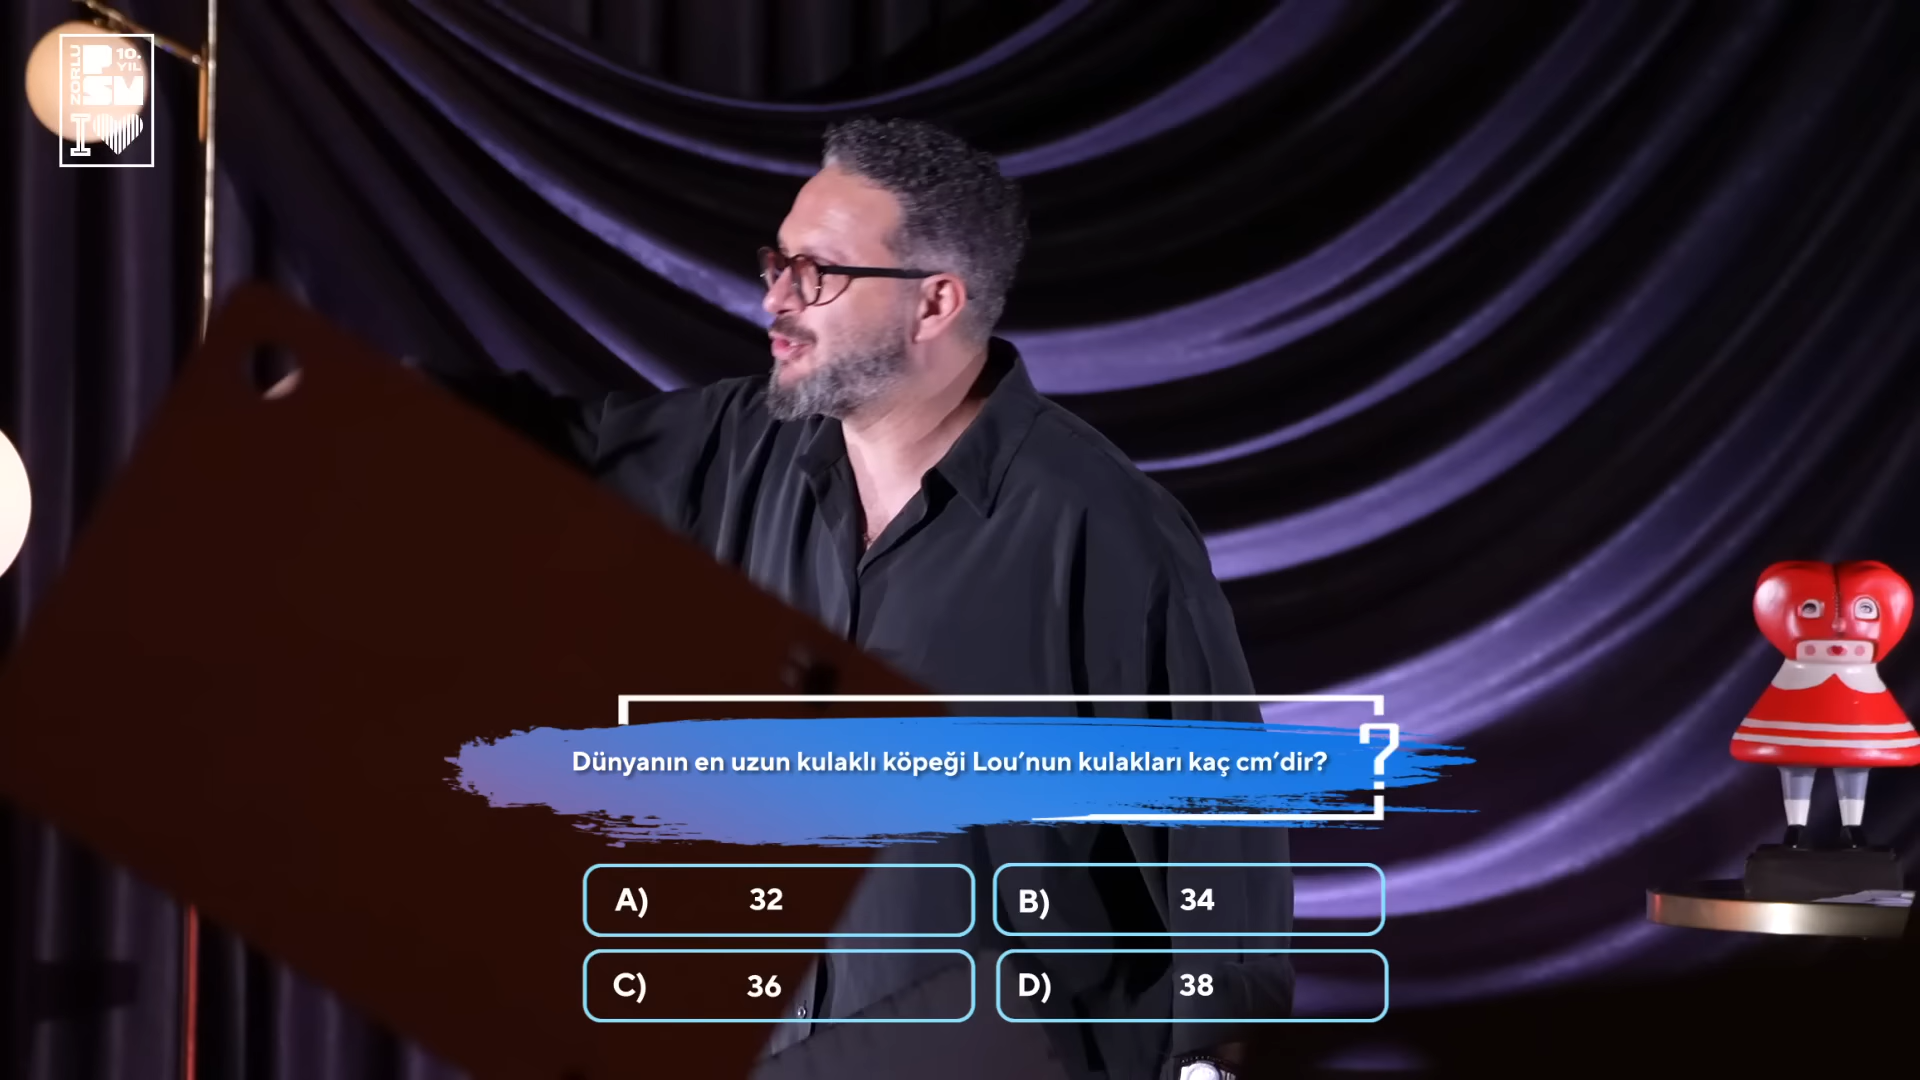 ZORLU PSM 10. YIL
I
Dünyanın en uzun kulaklı köpeği Lou'nun kulakları kaç cm'dir?
?
A) 32
B) 34
C) 36
D) 38